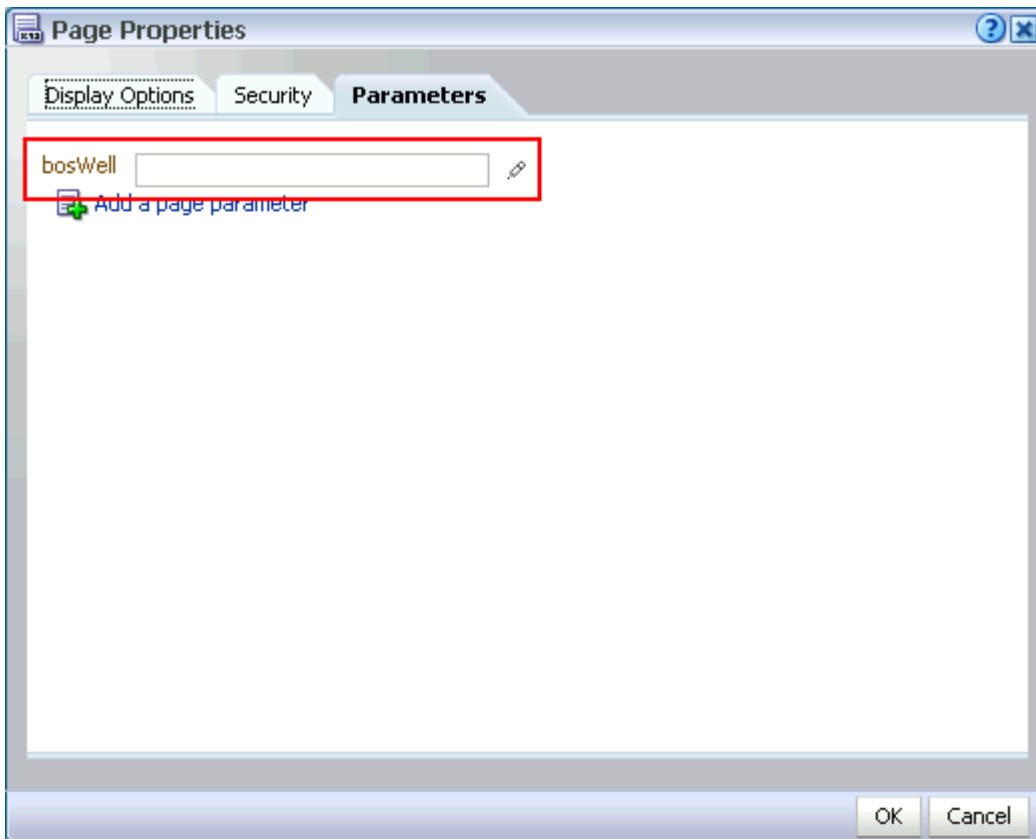 Page Properties
Display Options Security Parameters
bosWell
Add a page parameter
OK Cancel